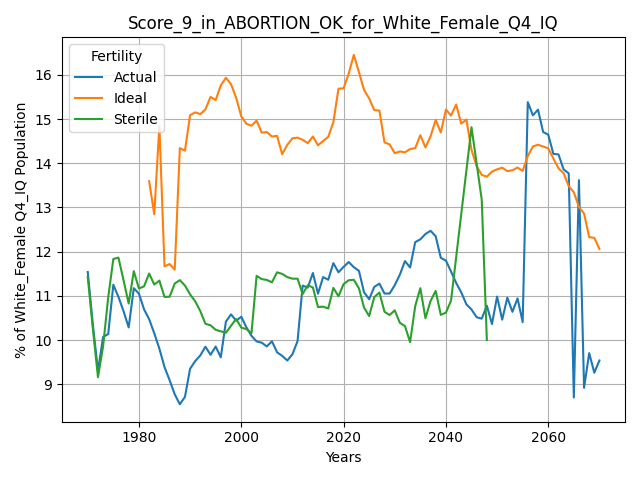 Score_9_in_ABORTION_OK_for_White_Female_Q4_IQ
Fertility
Actual
Ideal
Sterile
% of White_Female Q4_IQ Population
16
15
14
13
12
11
10
9
1980 2000 2020 2040 2060
Years